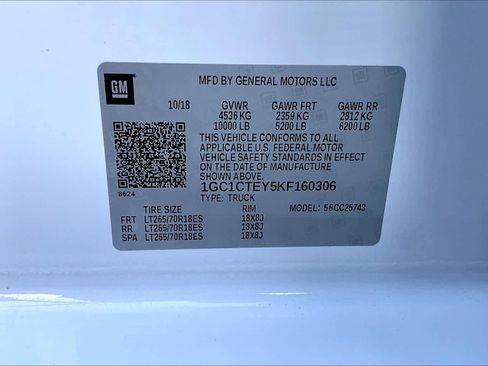 GM
MFD BY GENERAL MOTORS LLC
10/18 GVWR GAWR FRT GAWR RR
4536 KG 2359 KG 2812 KG
10000 LB 5200 LB 6200 LB
THIS VEHICLE CONFORMS TO ALL
APPLICABLE U.S. FEDERAL MOTOR
VEHICLE SAFETY STANDARDS IN EFFECT
ON THE DATE OF MANUFACTURE
SHOWN ABOVE.
8624
1GC1CTEY5KF160306
TYPE: TRUCK
TIRE SIZE RIM MODEL: 56CC25743
FRT LT265/70R18ES 18X8J
RR LT265/70R18ES 18X8J
SPA LT265/70R18ES 18X8J